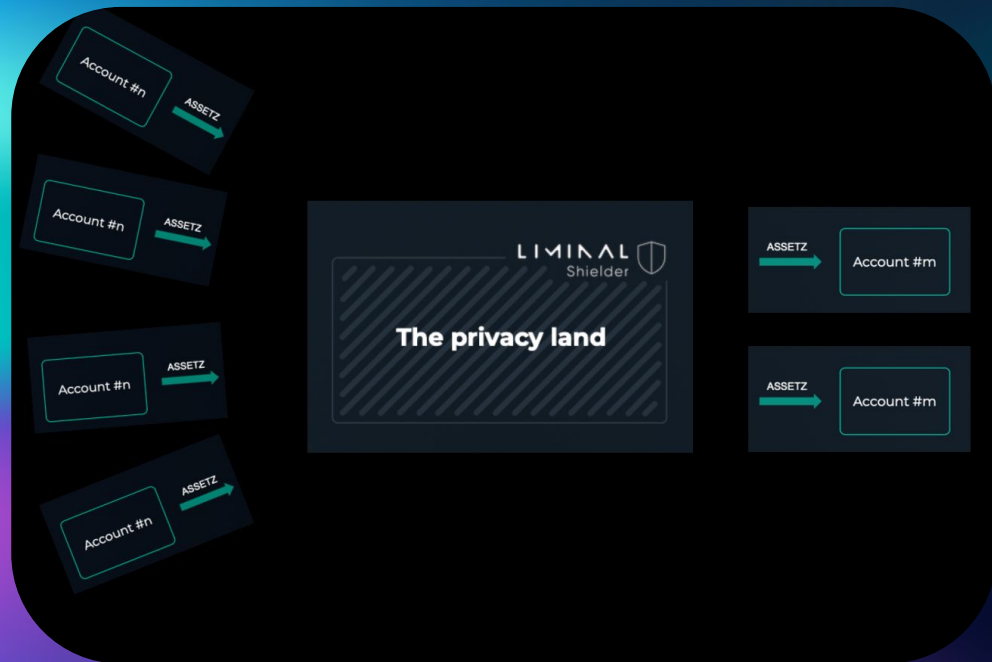 Account #n
ASSETZ
Account #n
ASSETZ
Account #n
ASSETZ
Account #n
ASSETZ
LIMINAL
Shielder
The privacy land
ASSETZ
Account #m
ASSETZ
Account #m